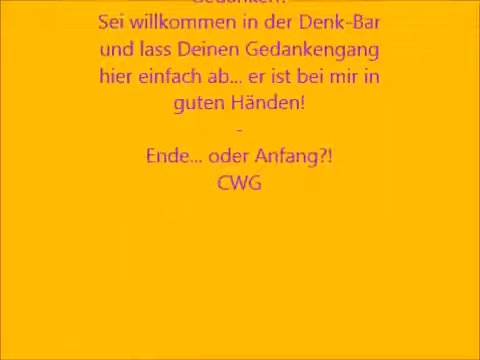 Gedanken!
Sei willkommen in der Denk-Bar
und lass Deinen Gedankengang
hier einfach ab... er ist bei mir in
guten Händen!
-
Ende... oder Anfang?!
CWG